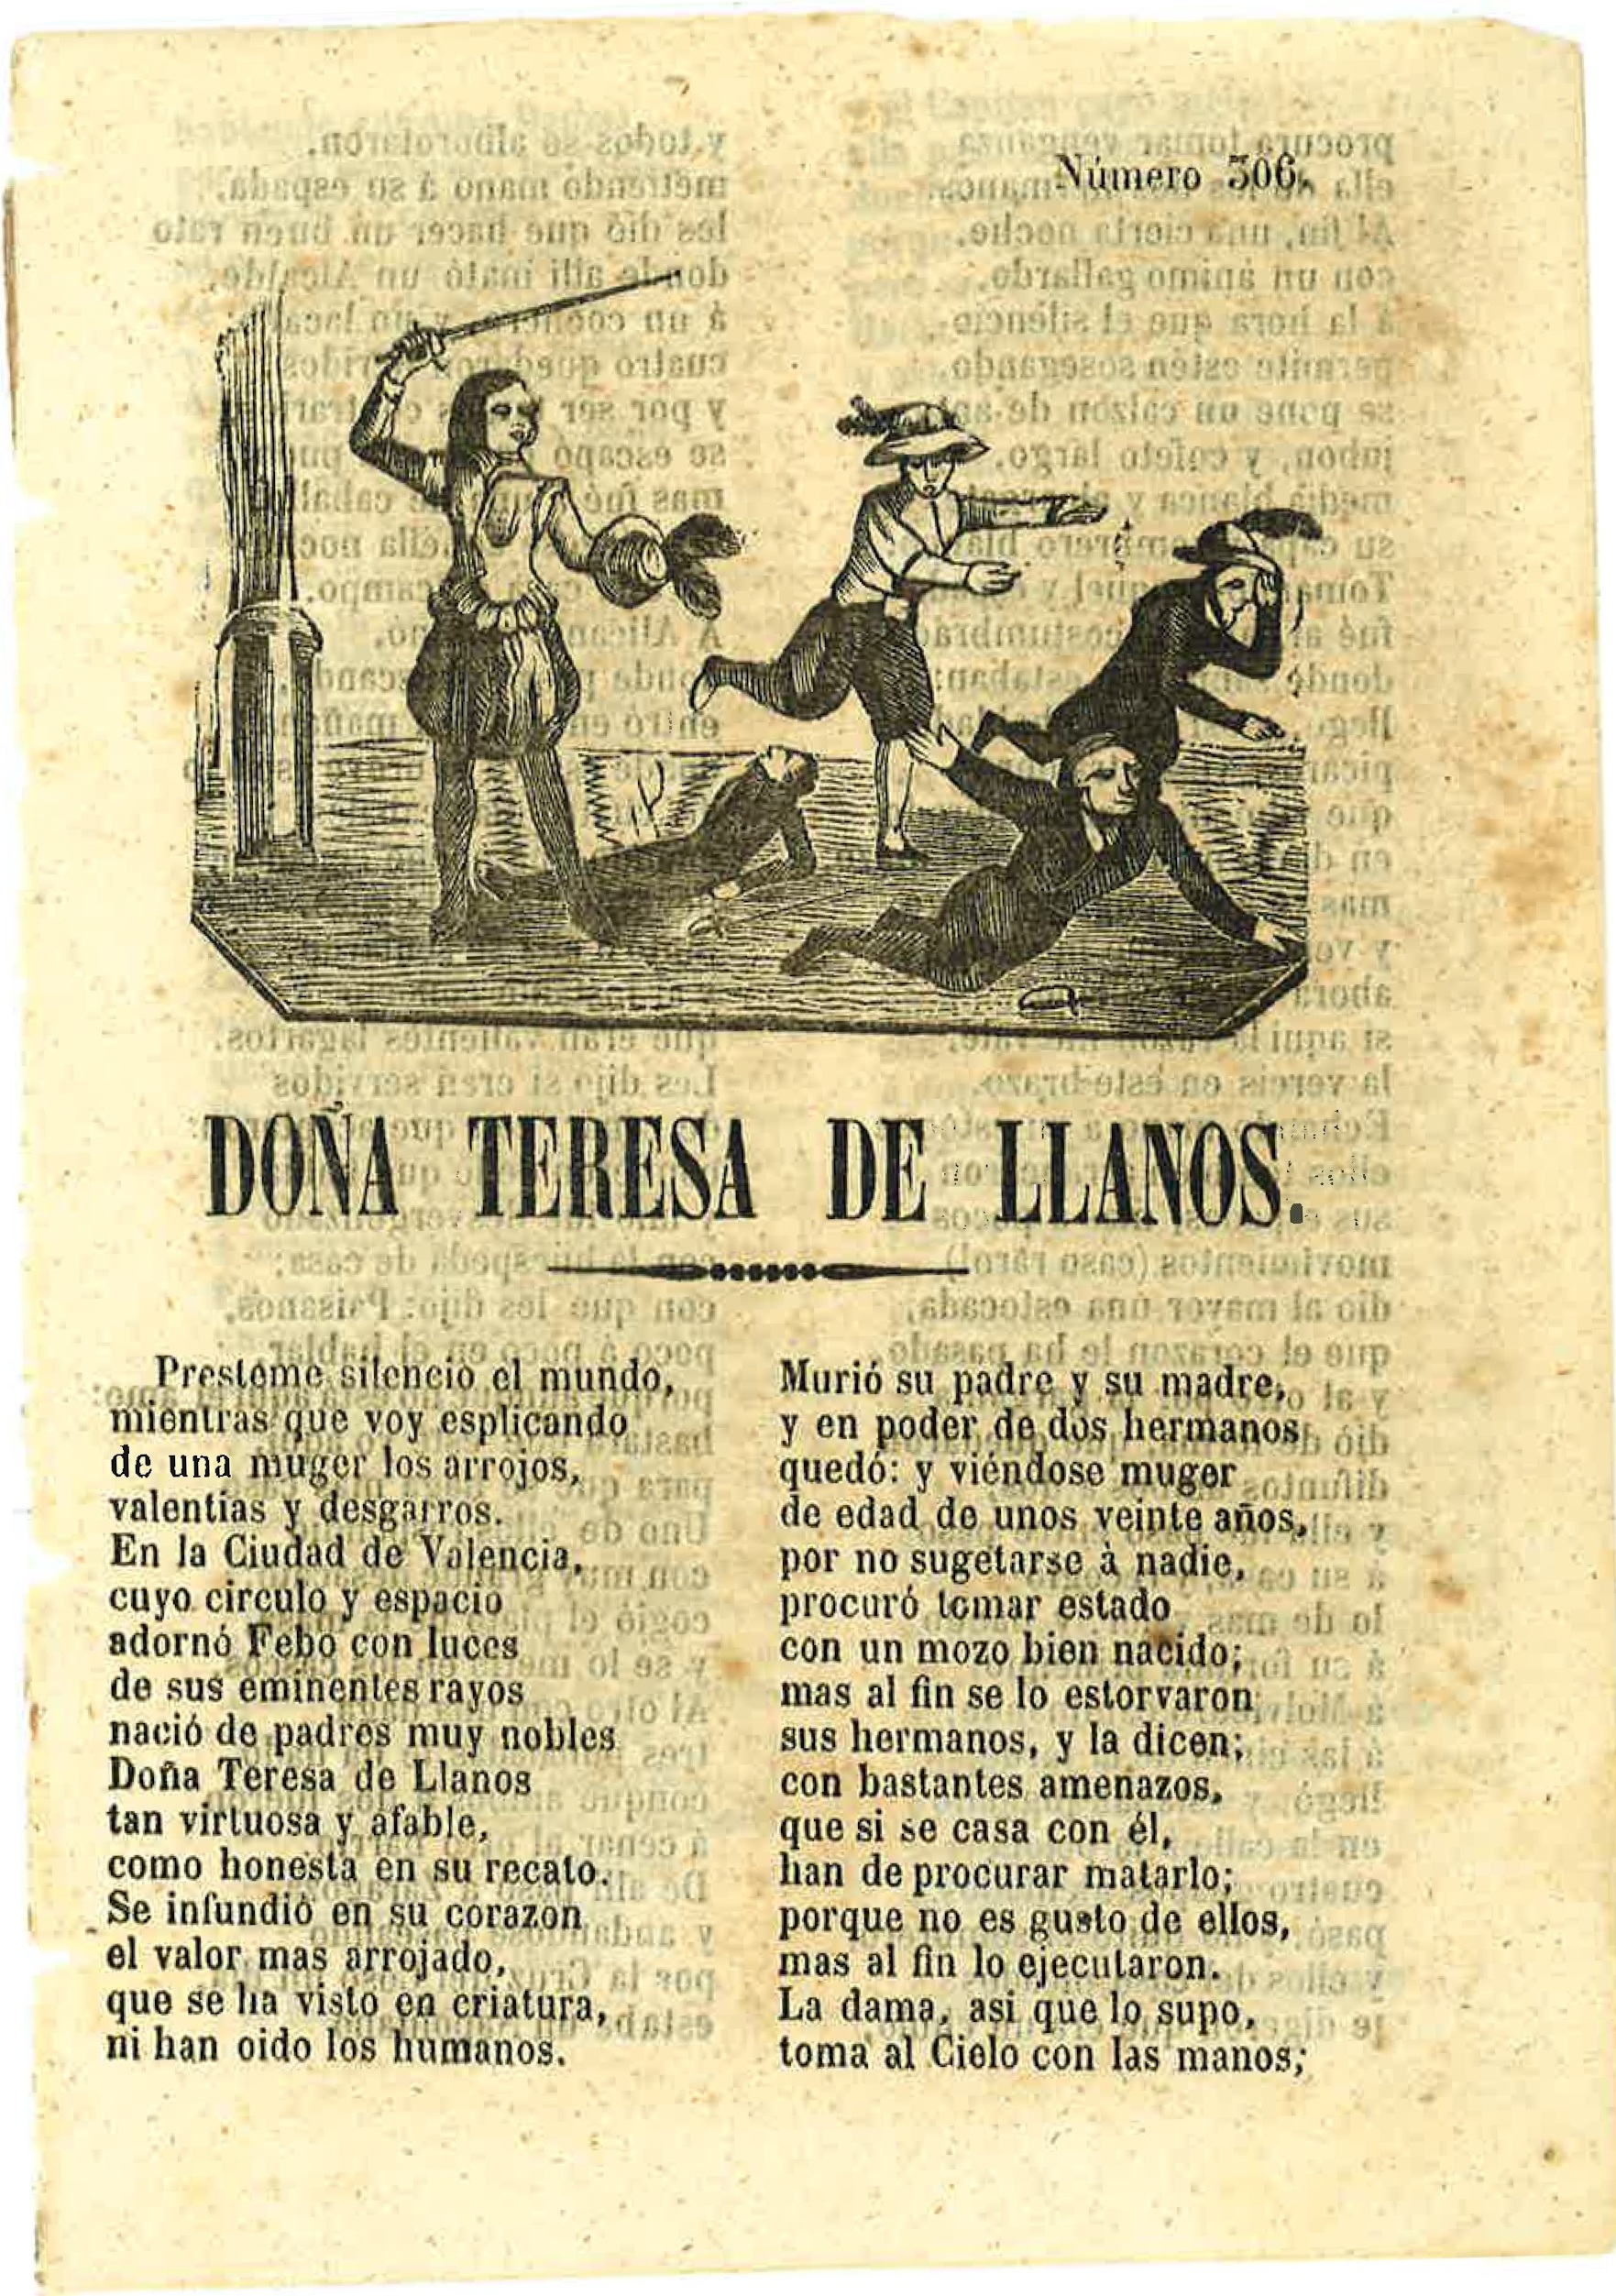 Número 306.
DOÑA TERESA DE LLANOS.
Presteme silencio el mundo,
mientras que voy esplicando
de una muger los arrojos,
valentías y desgarros.
En la Ciudad de Valencia,
cuyo circulo y espacio
adornó Febo con luces
de sus eminentes rayos
nació de padres muy nobles
Doña Teresa de Llanos
tan virtuosa y afable,
como honesta en su recato.
Se infundió en su corazon
el valor mas arrojado,
que se ha visto en criatura,
ni han oido los humanos.
Murió su padre y su madre,
y en poder de dos hermanos
quedó: y viéndose muger
de edad de unos veinte años,
por no sugetarse à nadie,
procuró tomar estado
con un mozo bien nacido;
mas al fin se lo estorvaron
sus hermanos, y la dicen;
con bastantes amenazos,
que si se casa con él,
han de procurar matarlo;
porque no es gusto de ellos,
mas al fin lo ejecutaron.
La dama, asi que lo supo,
toma al Cielo con las manos;